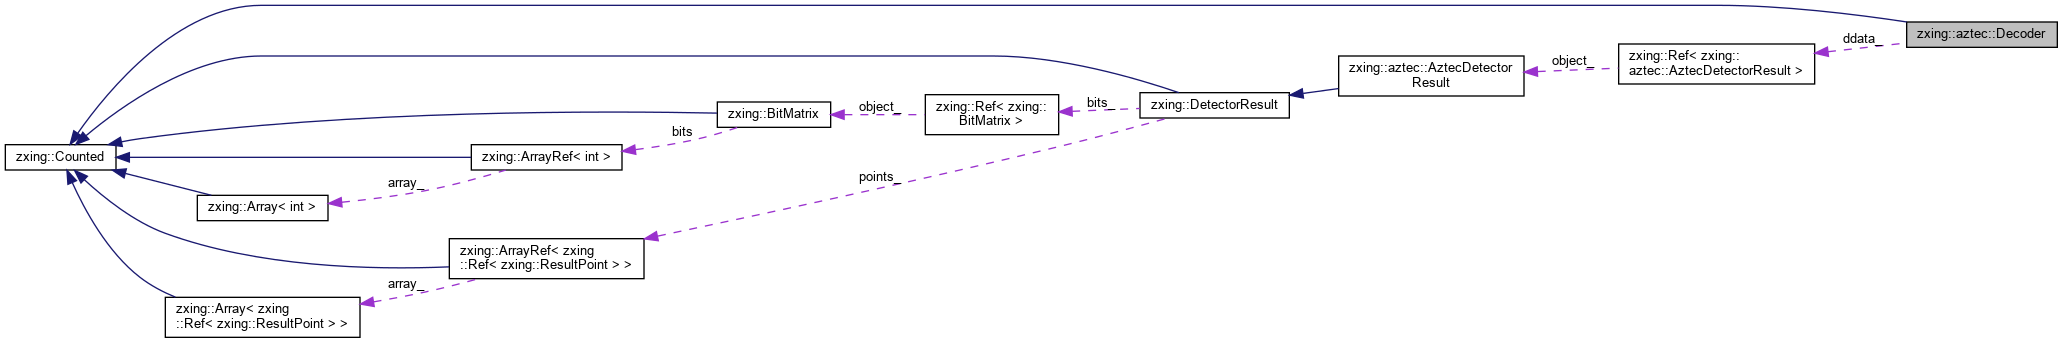 zxing::aztec::Decoder
ddata_
zxing::Ref< zxing::
aztec::AztecDetectorResult >
object_
zxing::aztec::AztecDetector
Result
zxing::DetectorResult
bits_
zxing::Ref< zxing::
BitMatrix >
object_
zxing::BitMatrix
bits
zxing::ArrayRef< int >
zxing::Counted
array_
zxing::Array< int >
points_
zxing::ArrayRef< zxing
::Ref< zxing::ResultPoint > >
array_
zxing::Array< zxing
::Ref< zxing::ResultPoint > >